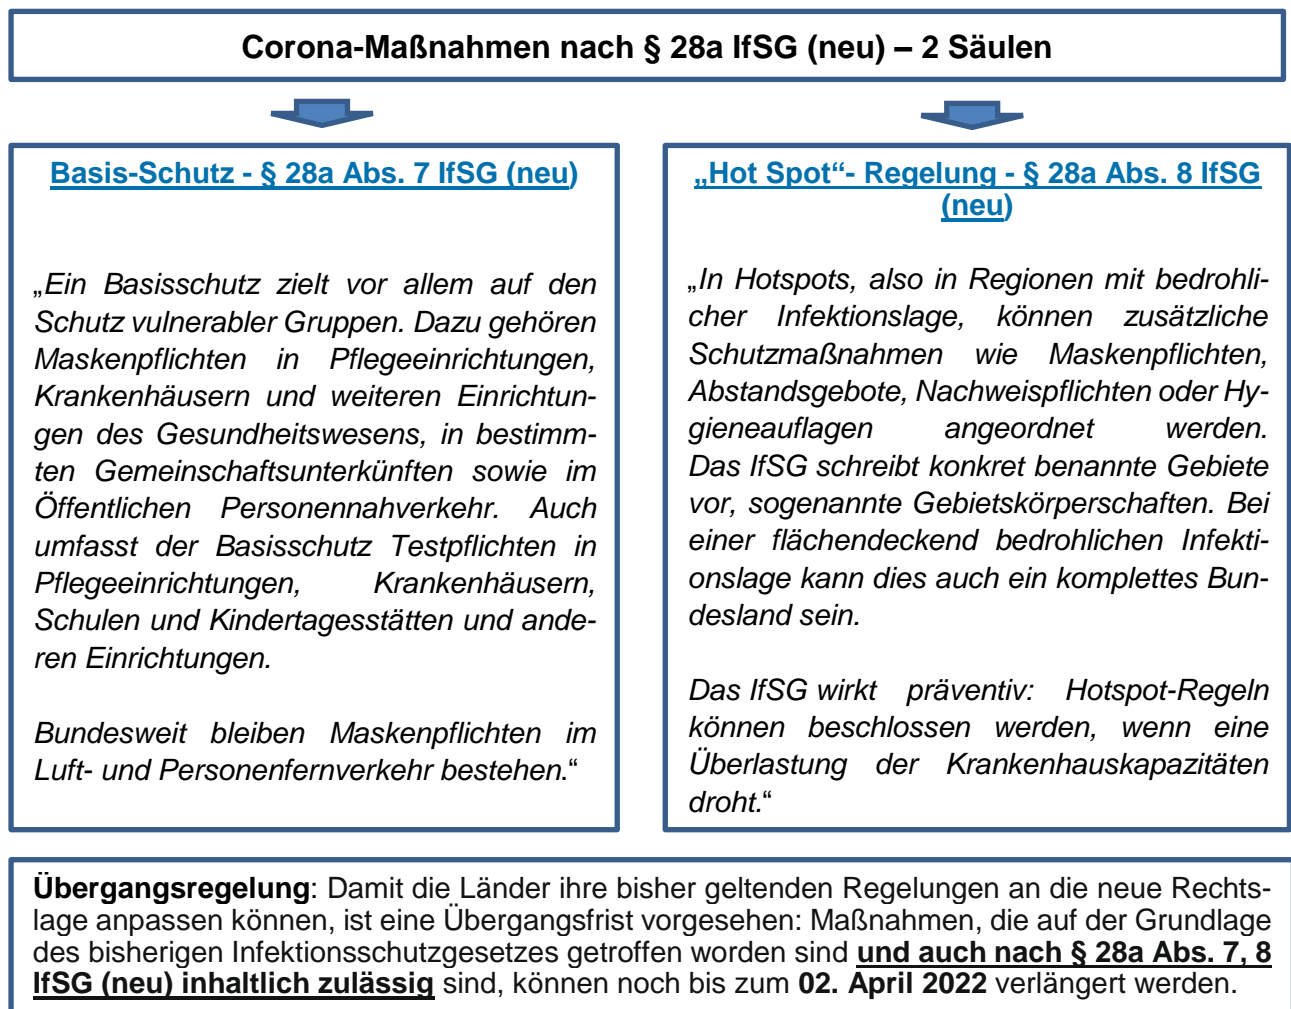 Corona-Maßnahmen nach § 28a IfSG (neu) – 2 Säulen
Basis-Schutz - § 28a Abs. 7 IfSG (neu)
„Ein Basisschutz zielt vor allem auf den
Schutz vulnerabler Gruppen. Dazu gehören
Maskenpflichten in Pflegeeinrichtungen,
Krankenhäusern und weiteren Einrichtun-
gen des Gesundheitswesens, in bestimm-
ten Gemeinschaftsunterkünften sowie im
Öffentlichen Personennahverkehr. Auch
umfasst der Basisschutz Testpflichten in
Pflegeeinrichtungen, Krankenhäusern,
Schulen und Kindertagesstätten und ande-
ren Einrichtungen.
Bundesweit bleiben Maskenpflichten im
Luft- und Personenfernverkehr bestehen.“
„Hot Spot“- Regelung - § 28a Abs. 8 IfSG
(neu)
„In Hotspots, also in Regionen mit bedrohli-
cher Infektionslage, können zusätzliche
Schutzmaßnahmen wie Maskenpflichten,
Abstandsgebote, Nachweispflichten oder Hy-
gieneauflagen angeordnet werden.
Das IfSG schreibt konkret benannte Gebiete
vor, sogenannte Gebietskörperschaften. Bei
einer flächendeckend bedrohlichen Infekti-
onslage kann dies auch ein komplettes Bun-
desland sein.
Das IfSG wirkt präventiv: Hotspot-Regeln
können beschlossen werden, wenn eine
Überlastung der Krankenhauskapazitäten
droht.“
Übergangsregelung: Damit die Länder ihre bisher geltenden Regelungen an die neue Rechts-
lage anpassen können, ist eine Übergangsfrist vorgesehen: Maßnahmen, die auf der Grundlage
des bisherigen Infektionsschutzgesetzes getroffen worden sind und auch nach § 28a Abs. 7, 8
IfSG (neu) inhaltlich zulässig sind, können noch bis zum 02. April 2022 verlängert werden.